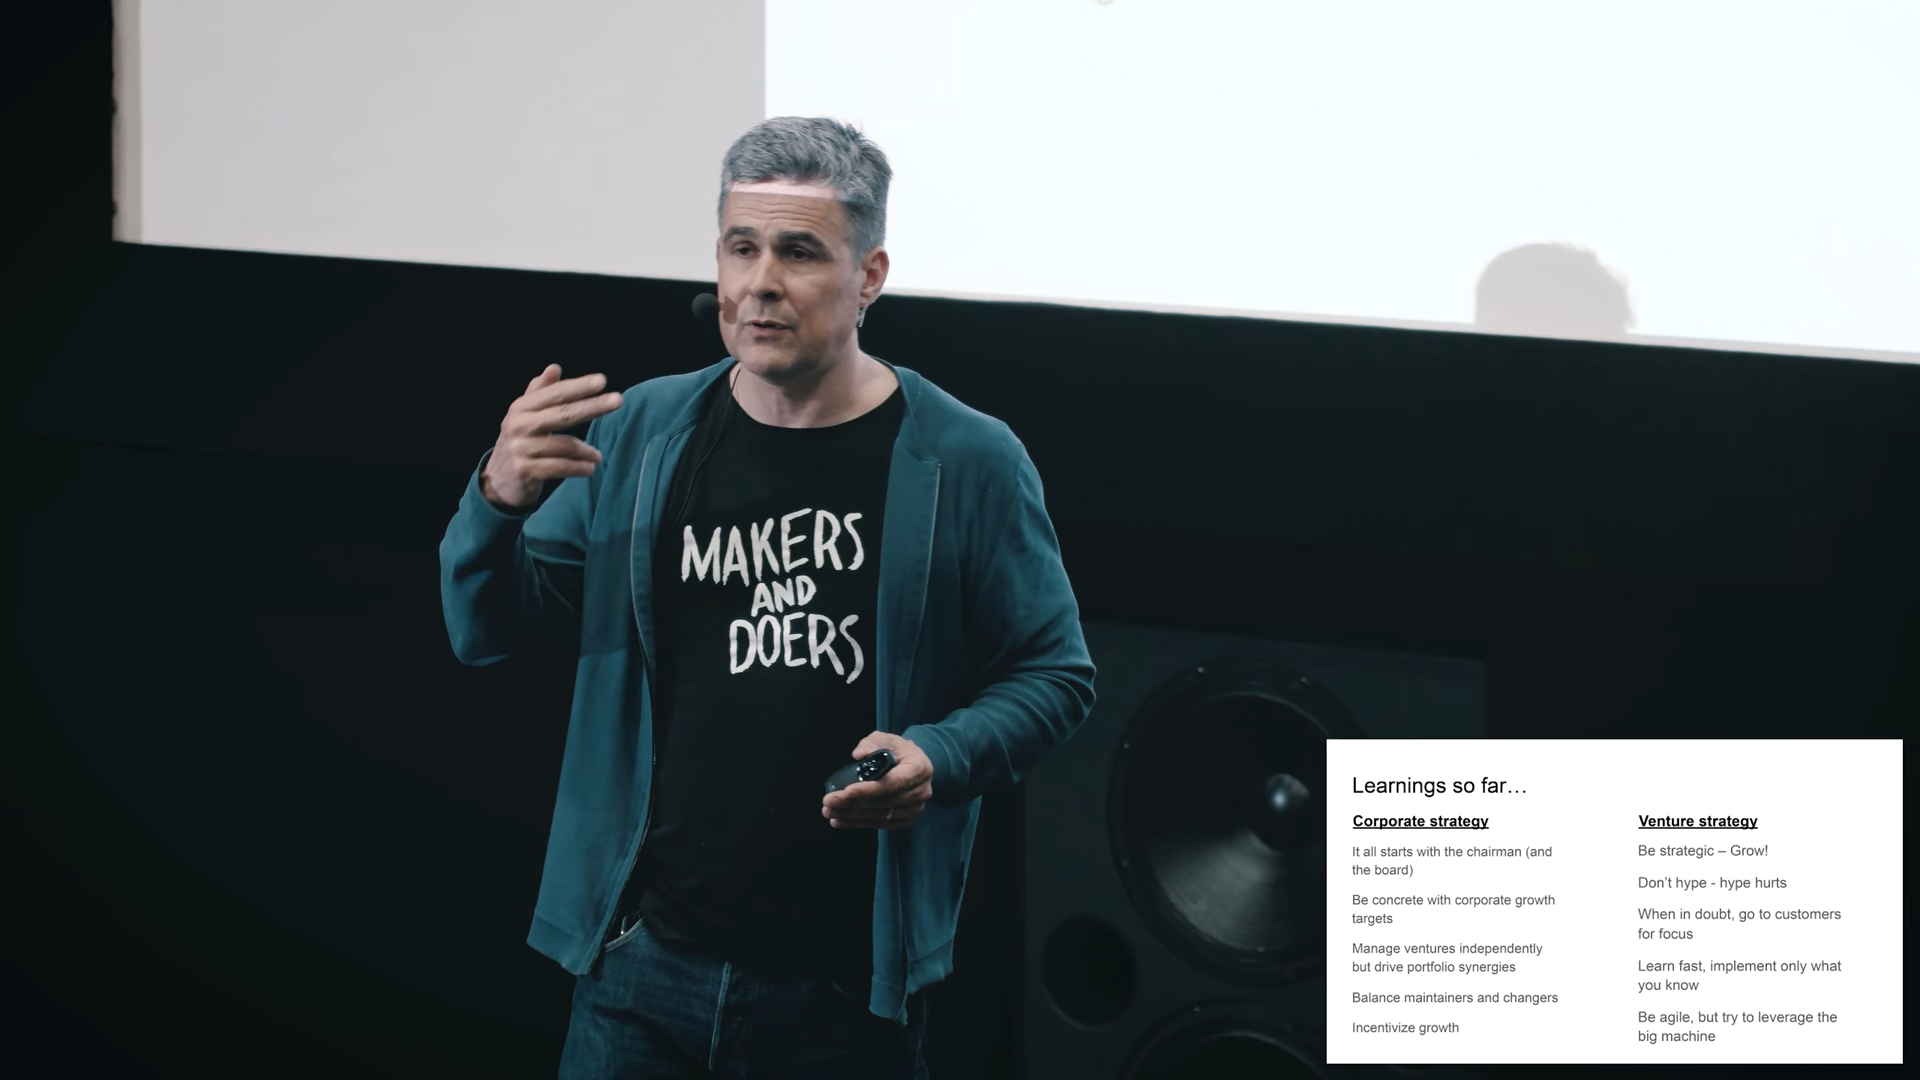 MAKERS
AND
DOERS
Learnings so far…
Corporate strategy
It all starts with the chairman (and
the board)
Be concrete with corporate growth
targets
Manage ventures independently
but drive portfolio synergies
Balance maintainers and changers
Incentivize growth
Venture strategy
Be strategic – Grow!
Don’t hype - hype hurts
When in doubt, go to customers
for focus
Learn fast, implement only what
you know
Be agile, but try to leverage the
big machine